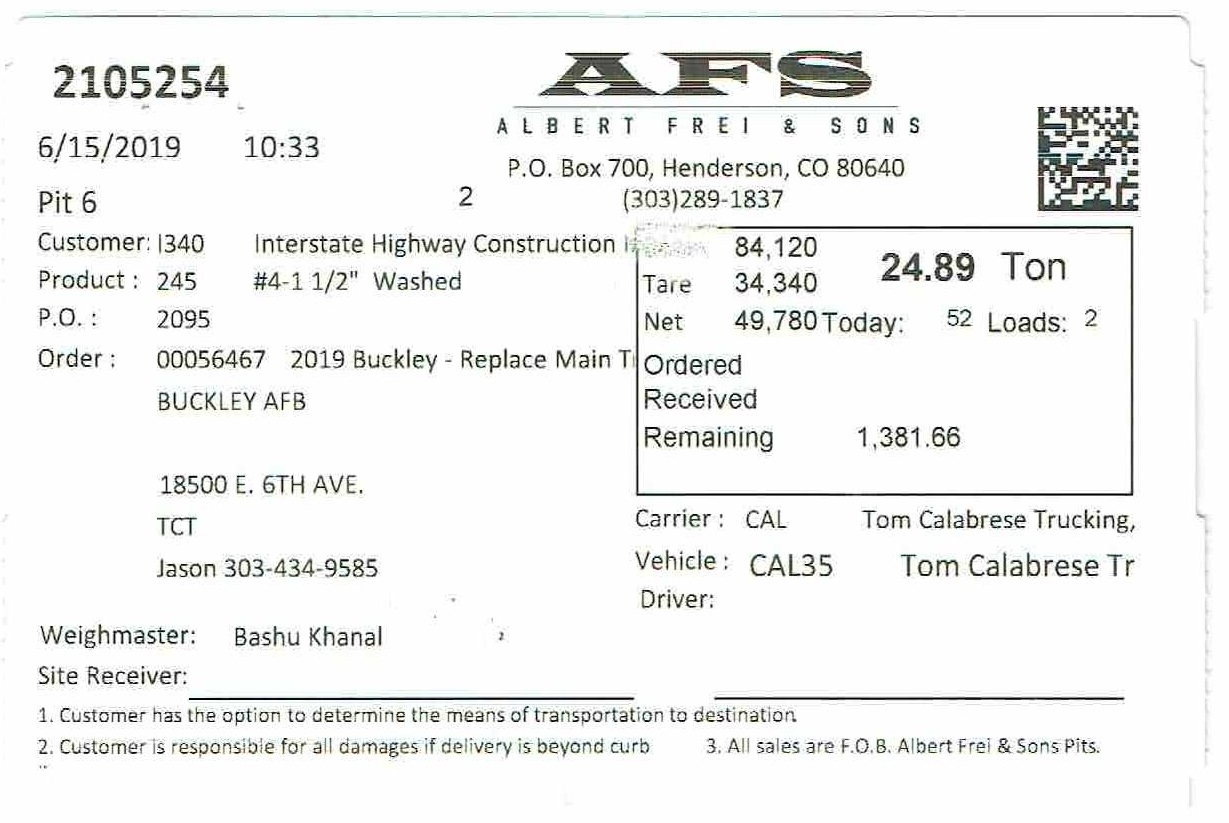 2105254
AFS
ALBERT FREI & SONS
6/15/2019 10:33
P.O. Box 700, Henderson, CO 80640
Pit 6 2 (303)289-1837
Customer: I340 Interstate Highway Construction
84,120
24.89 Ton
Product : 245 #4-1 1/2" Washed
Tare 34,340
P.O. : 2095
Net 49,780 Today: 52 Loads: 2
Order : 00056467 2019 Buckley - Replace Main T
Ordered
BUCKLEY AFB
Received
Remaining 1,381.66
18500 E. 6TH AVE.
Carrier : CAL Tom Calabrese Trucking,
TCT
Vehicle : CAL35 Tom Calabrese Tr
Jason 303-434-9585
Driver:
Weighmaster: Bashu Khanal
Site Receiver:
1. Customer has the option to determine the means of transportation to destination
2. Customer is responsible for all damages if delivery is beyond curb 3. All sales are F.O.B. Albert Frei & Sons Pits.